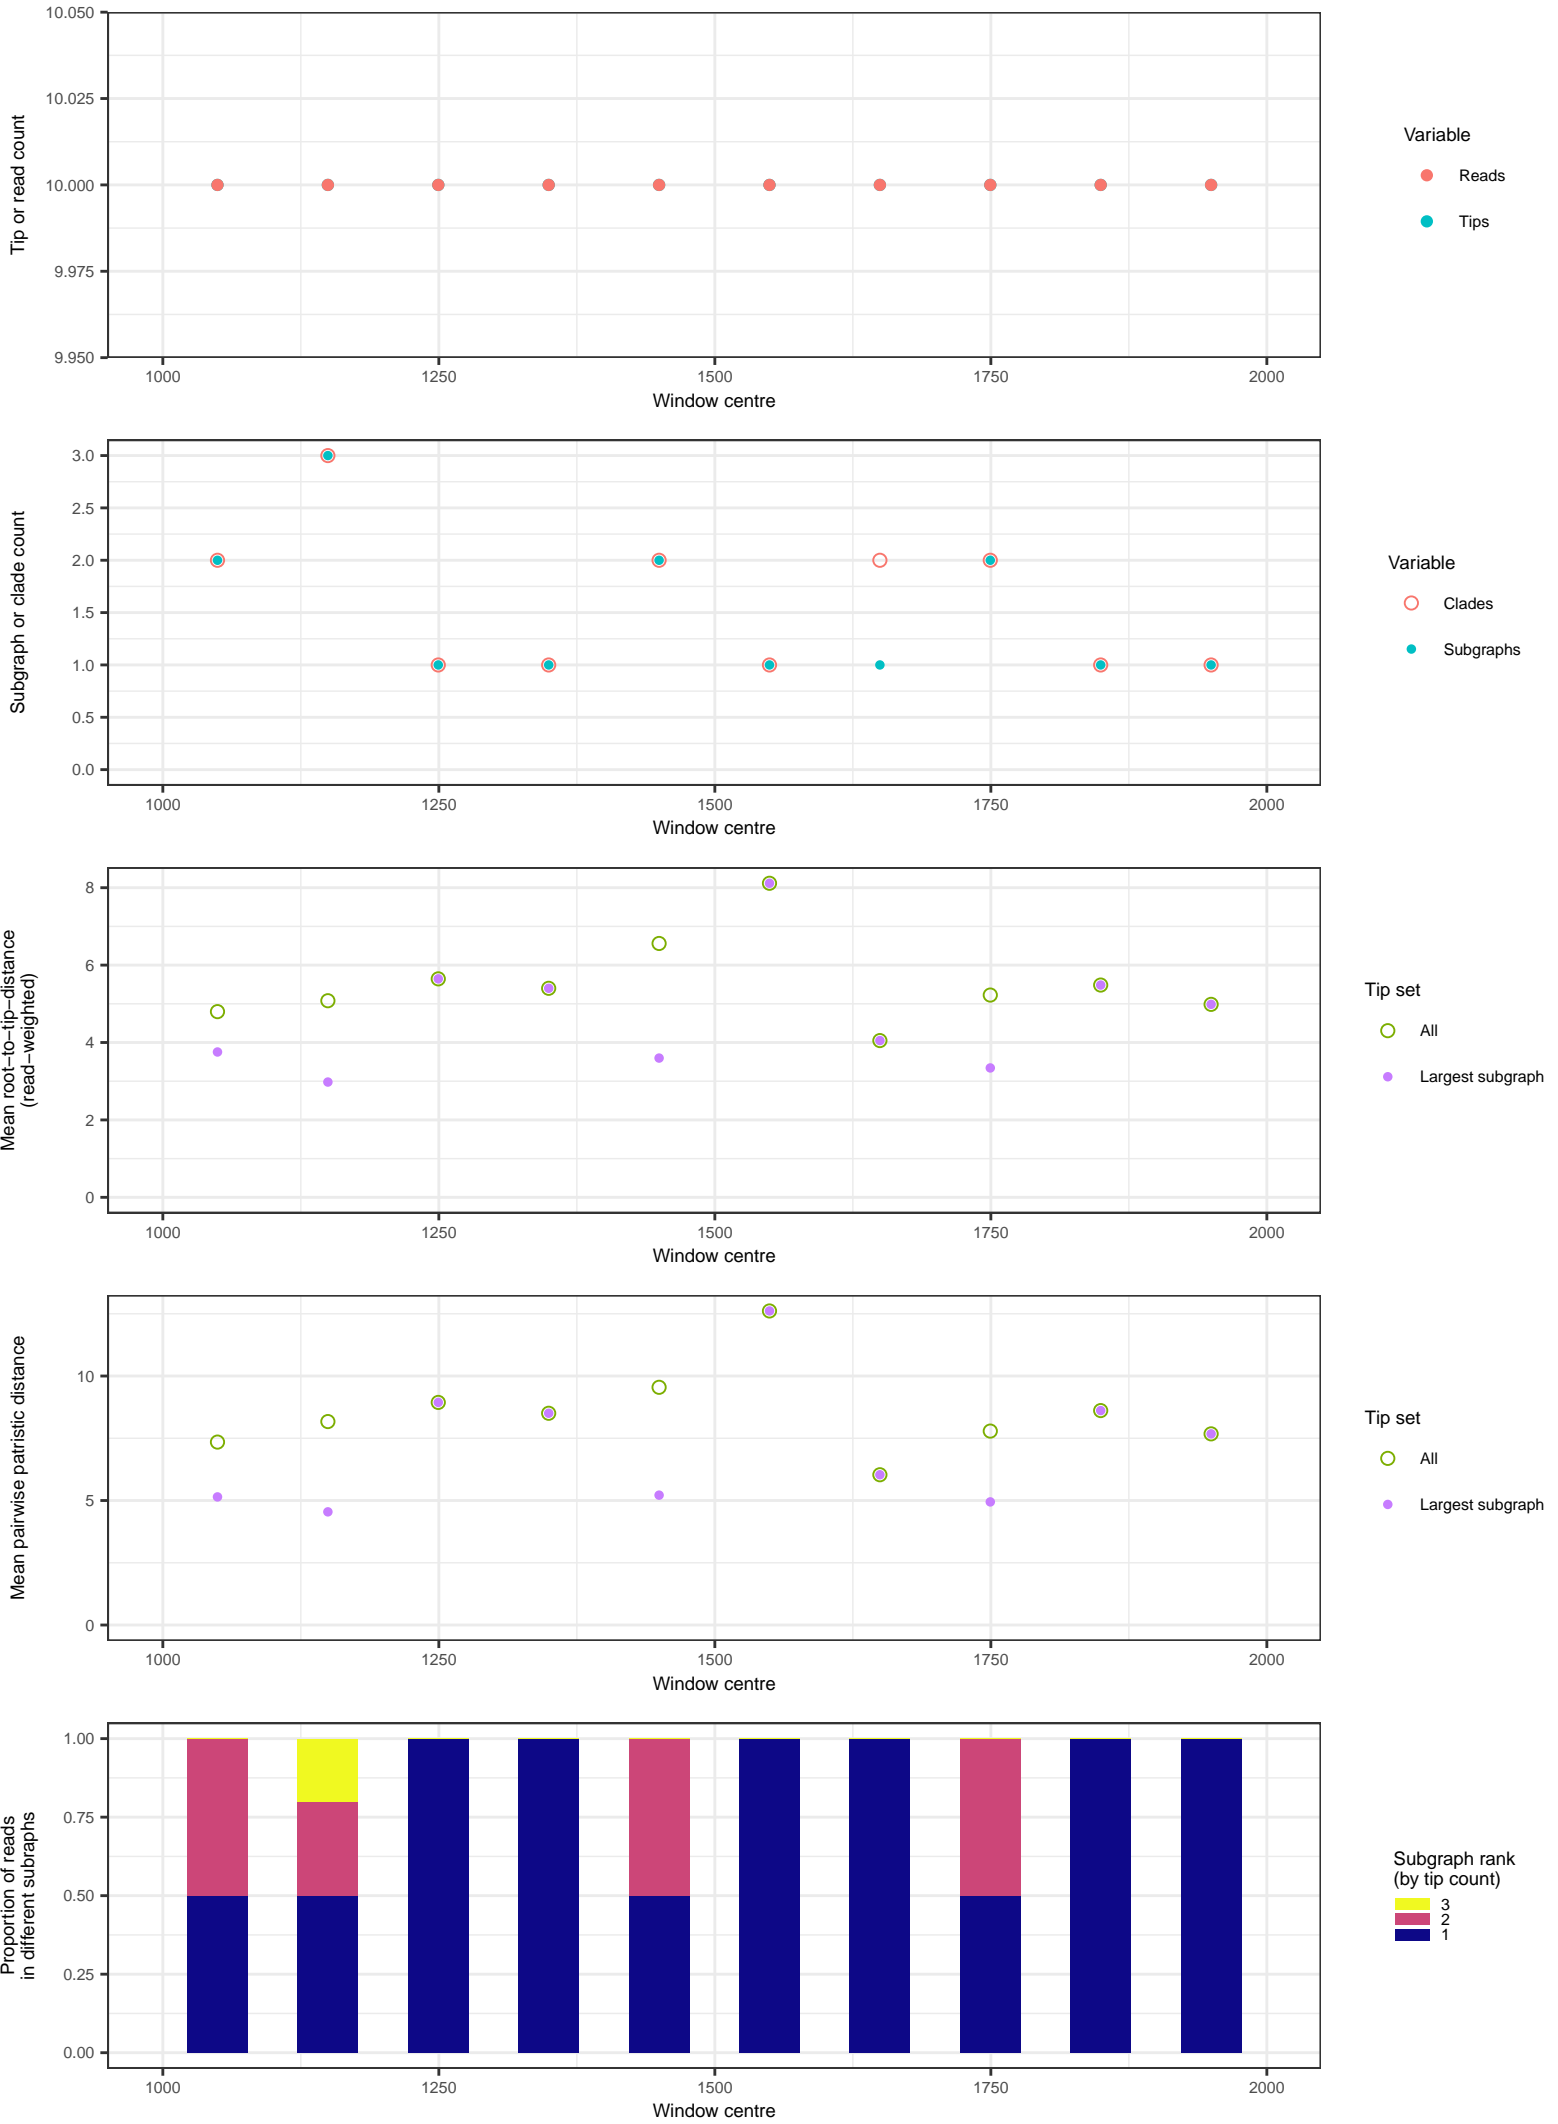 10.050
10.025
10.000
9.975
9.950
Tip or read count
1000 1250 1500 1750 2000
Window centre
Variable
Reads
Tips
3.0
2.5
2.0
1.5
1.0
0.5
0.0
Subgraph or clade count
1000 1250 1500 1750 2000
Window centre
Variable
Clades
Subgraphs
8
6
4
2
0
Mean root−to−tip−distance
(read−weighted)
1000 1250 1500 1750 2000
Window centre
Tip set
All
Largest subgraph
10
5
0
Mean pairwise patristic distance
1000 1250 1500 1750 2000
Window centre
Tip set
All
Largest subgraph
1.00
0.75
0.50
0.25
0.00
Proportion of reads
in different subraphs
1000 1250 1500 1750 2000
Window centre
Subgraph rank
(by tip count)
3
2
1